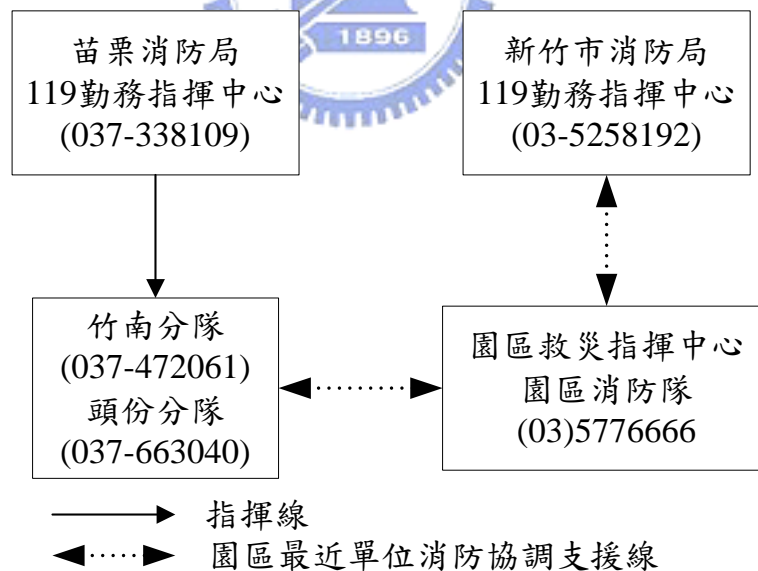 1896
苗栗消防局
119勤務指揮中心
(037-338109)
新竹市消防局
119勤務指揮中心
(03-5258192)
竹南分隊
(037-472061)
頭份分隊
(037-663040)
園區救災指揮中心
園區消防隊
(03)5776666
指揮線
園區最近單位消防協調支援線